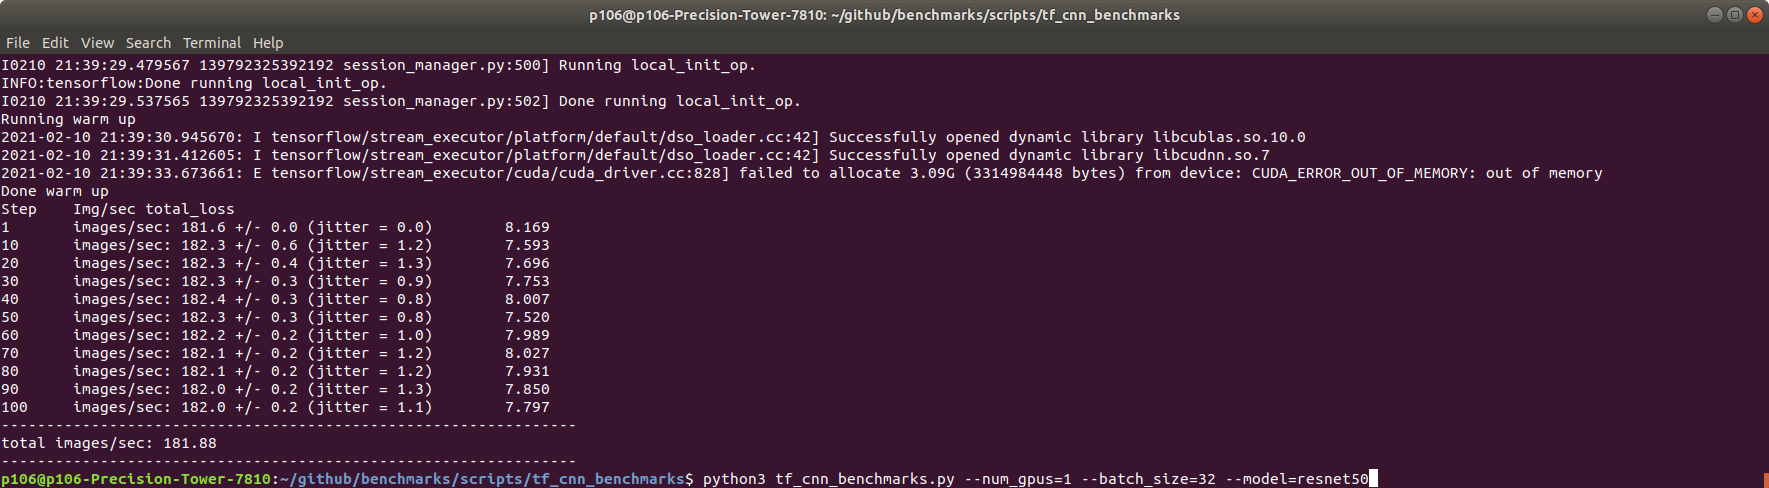 p106@p106-Precision-Tower-7810: ~/github/benchmarks/scripts/tf_cnn_benchmarks
File Edit View Search Terminal Help
I0210 21:39:29.479567 139792325392192 session_manager.py:500] Running local_init_op.
INFO:tensorflow:Done running local_init_op.
I0210 21:39:29.537565 139792325392192 session_manager.py:502] Done running local_init_op.
Running warm up
2021-02-10 21:39:30.945670: I tensorflow/stream_executor/platform/default/dso_loader.cc:42] Successfully opened dynamic library libcublas.so.10.0
2021-02-10 21:39:31.412605: I tensorflow/stream_executor/platform/default/dso_loader.cc:42] Successfully opened dynamic library libcudnn.so.7
2021-02-10 21:39:33.673661: E tensorflow/stream_executor/cuda/cuda_driver.cc:828] failed to allocate 3.09G (3314984448 bytes) from device: CUDA_ERROR_OUT_OF_MEMORY: out of memory
Done warm up
Step    Img/sec total_loss
1       images/sec: 181.6 +/- 0.0 (jitter = 0.0)        8.169
10      images/sec: 182.3 +/- 0.6 (jitter = 1.2)        7.593
20      images/sec: 182.3 +/- 0.4 (jitter = 1.3)        7.696
30      images/sec: 182.3 +/- 0.3 (jitter = 0.9)        7.753
40      images/sec: 182.4 +/- 0.3 (jitter = 0.8)        8.007
50      images/sec: 182.3 +/- 0.3 (jitter = 0.8)        7.520
60      images/sec: 182.2 +/- 0.2 (jitter = 1.0)        7.989
70      images/sec: 182.1 +/- 0.2 (jitter = 1.2)        8.027
80      images/sec: 182.1 +/- 0.2 (jitter = 1.2)        7.931
90      images/sec: 182.0 +/- 0.2 (jitter = 1.3)        7.850
100     images/sec: 182.0 +/- 0.2 (jitter = 1.1)        7.797
----------------------------------------------------------------
total images/sec: 181.88
----------------------------------------------------------------
p106@p106-Precision-Tower-7810:~/github/benchmarks/scripts/tf_cnn_benchmarks$ python3 tf_cnn_benchmarks.py --num_gpus=1 --batch_size=32 --model=resnet50